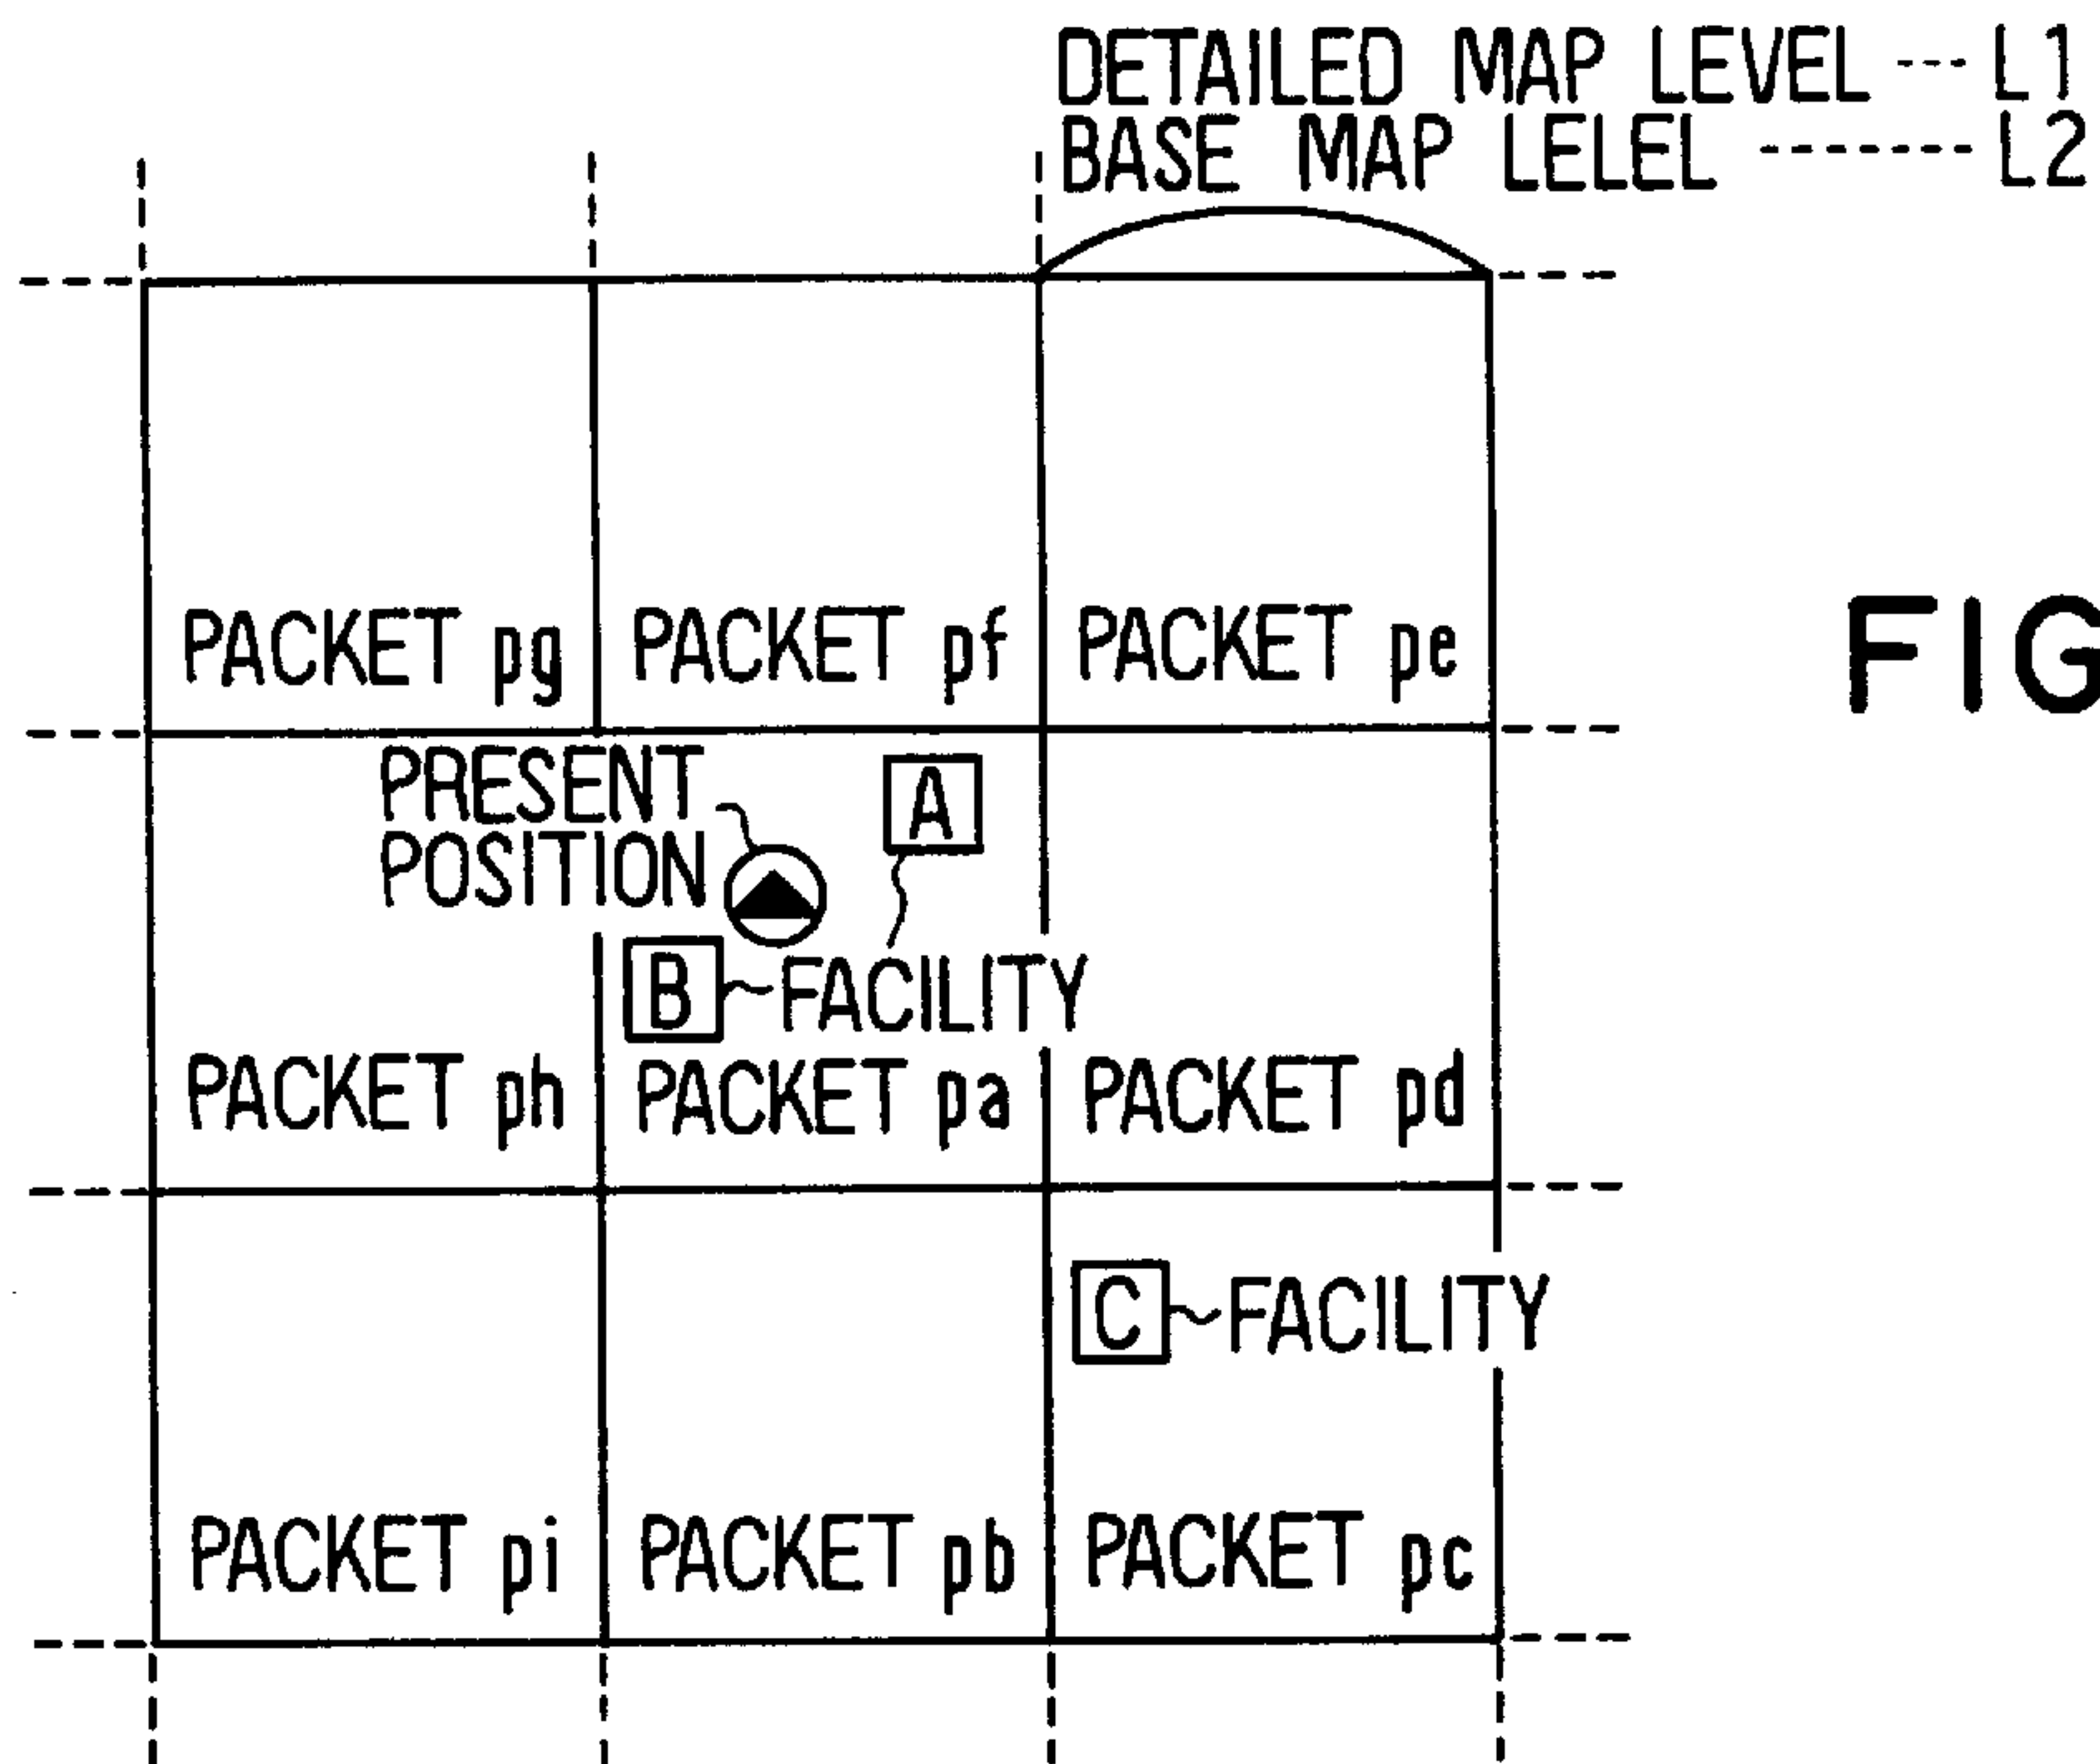 DETAILED MAP LEVEL --- L1
BASE MAP LELEL ------- L2
PACKET pg PACKET pf PACKET pe
FIG
PRESENT
POSITION
A
B FACILITY
PACKET ph PACKET pa PACKET pd
C FACILITY
PACKET pi PACKET pb PACKET pc